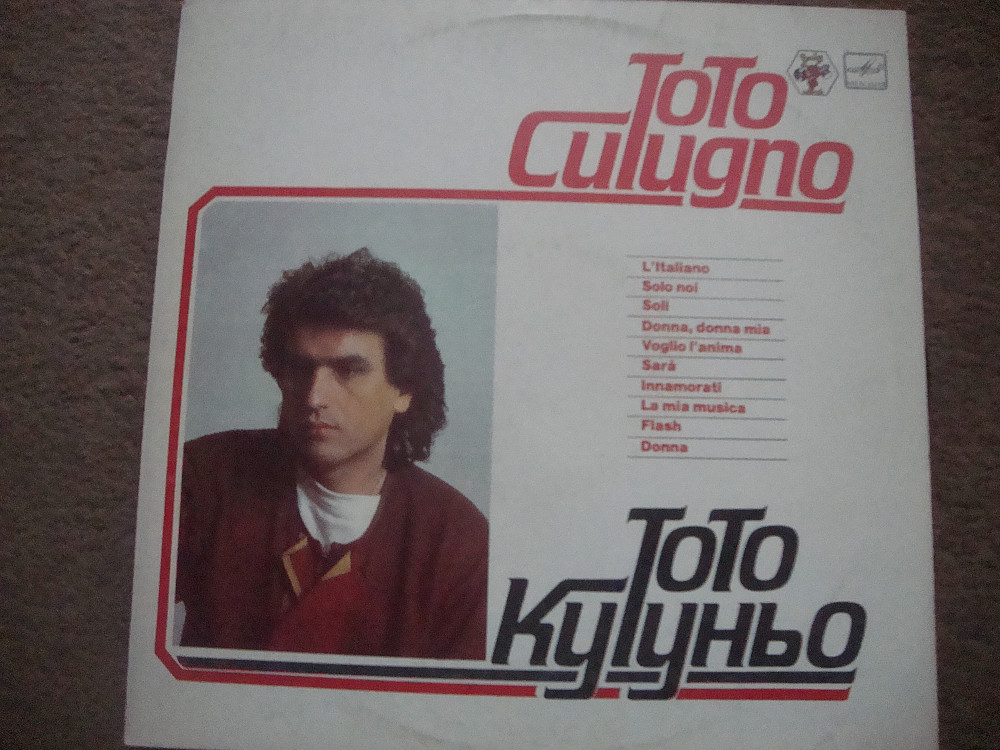 ToTo
Cutugno
L'Italiano
Solo noi
Soli
Donna, donna mia
Voglio l'anima
Sarà
Innamorati
La mia musica
Flash
Donna
ТоТо
Кутуньо